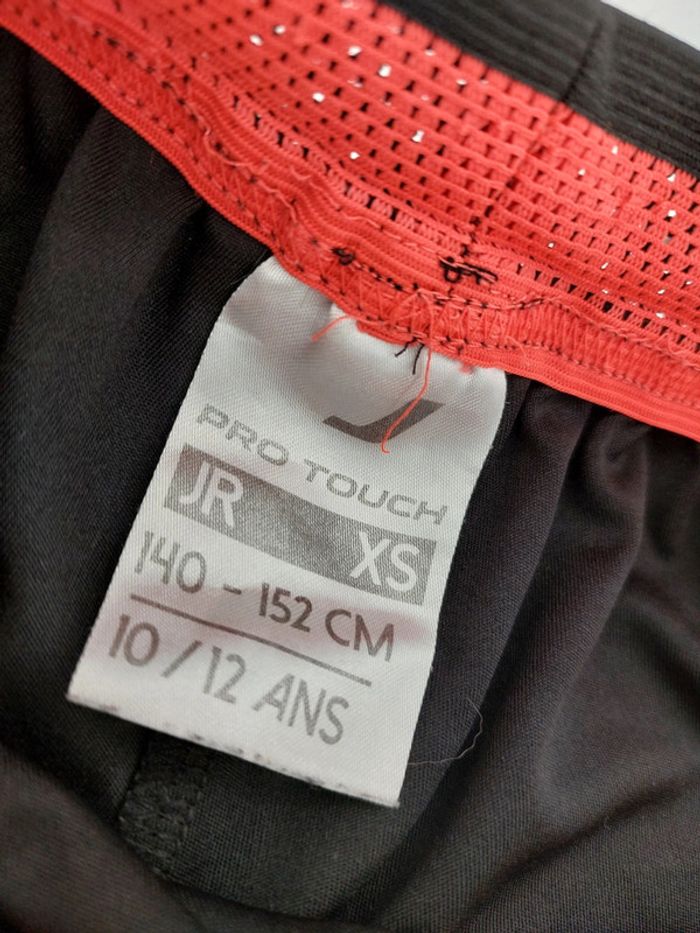 PRO TOUCH
JR XS
140 - 152 CM
10 / 12 ANS